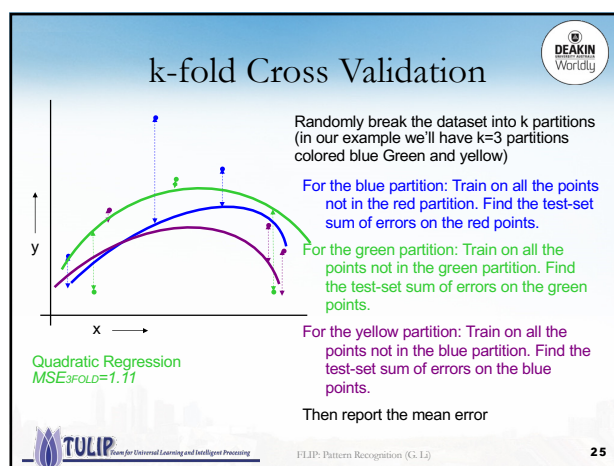 DEAKIN
UNIVERSITY AUSTRALIA
Worldly
k-fold Cross Validation
Randomly break the dataset into k partitions
(in our example we'll have k=3 partitions
colored blue Green and yellow)
For the blue partition: Train on all the points
not in the red partition. Find the test-set
sum of errors on the red points.
For the green partition: Train on all the
points not in the green partition. Find
the test-set sum of errors on the green
points.
For the yellow partition: Train on all the
points not in the blue partition. Find the
test-set sum of errors on the blue
points.
Then report the mean error
y
x
Quadratic Regression
MSE3FOLD=1.11
TULIP Team for Universal Learning and Intelligent Processing
FLIP: Pattern Recognition (G. Li)
25